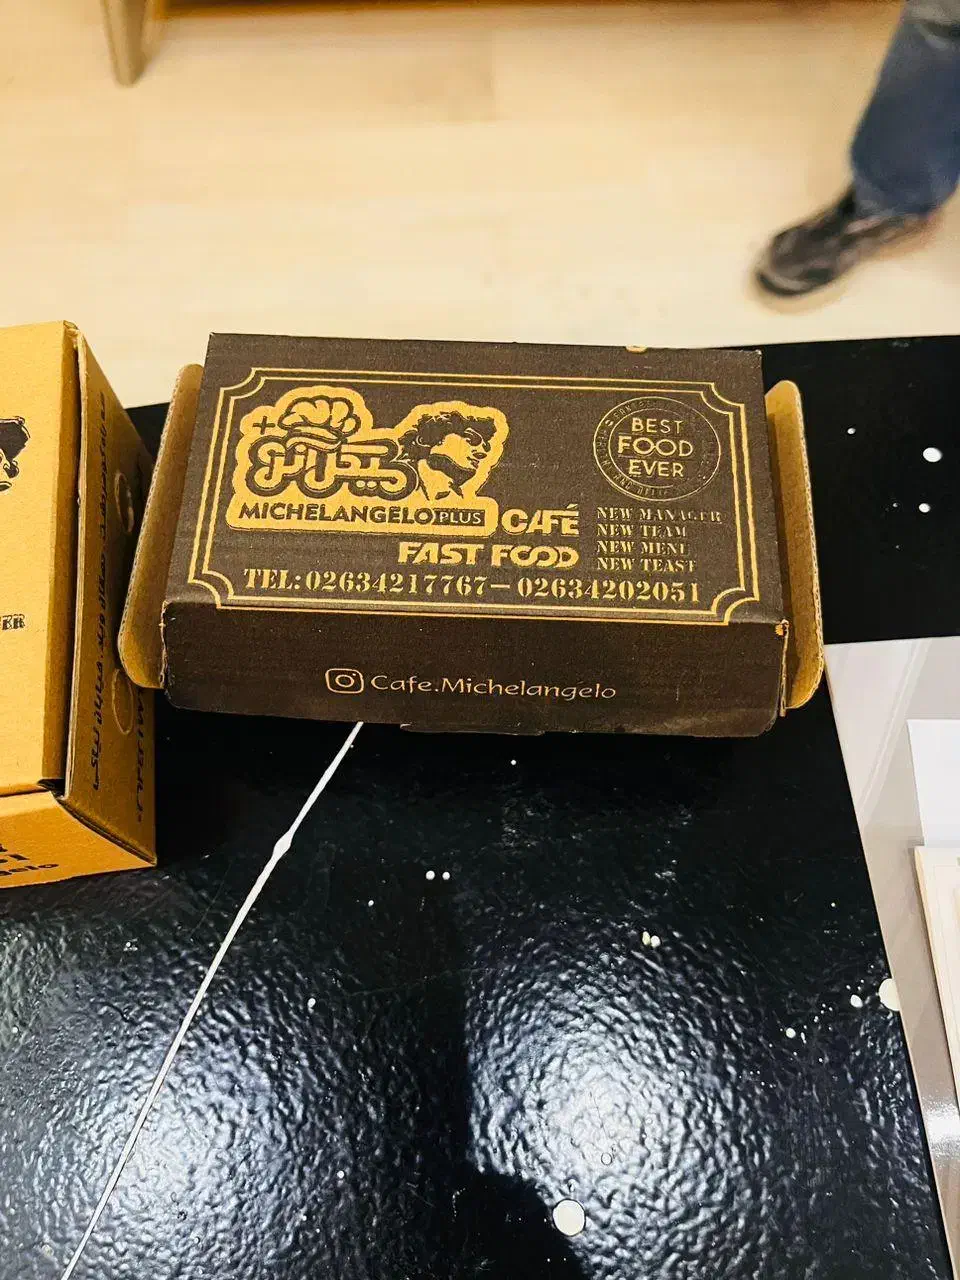 میکل‌آنژ
MICHELANGELO PLUS
CAFÉ
FAST FOOD
BEST
FOOD
EVER
NEW MANAGER
NEW TEAM
NEW MENU
NEW TEAST
TEL:02634217767–02634202051
Cafe.Michelangelo